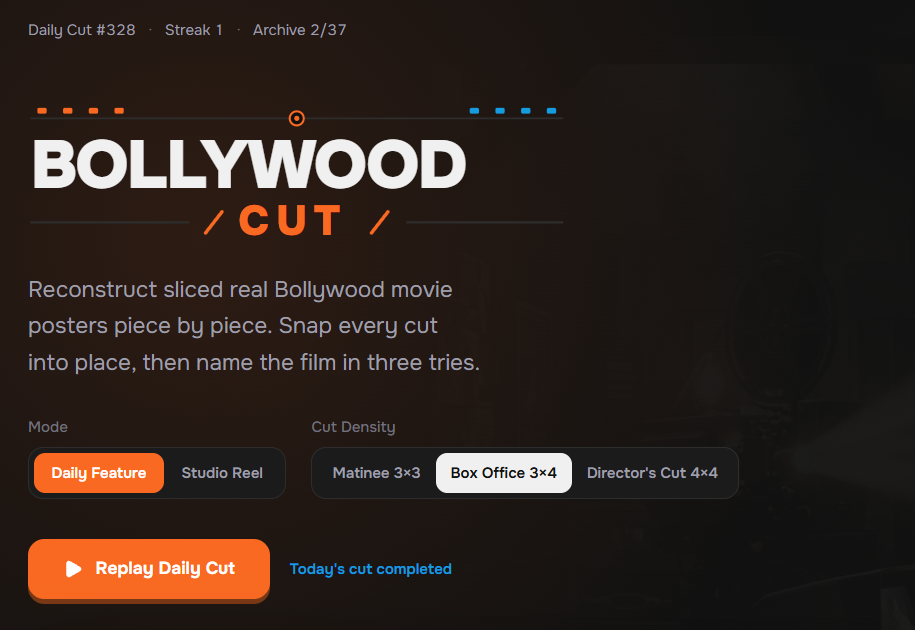 Daily Cut #328 · Streak 1 · Archive 2/37
BOLLYWOOD
/ CUT /
Reconstruct sliced real Bollywood movie
posters piece by piece. Snap every cut
into place, then name the film in three tries.
Mode
Cut Density
Daily Feature
Studio Reel
Matinee 3×3
Box Office 3×4
Director's Cut 4×4
Replay Daily Cut
Today's cut completed